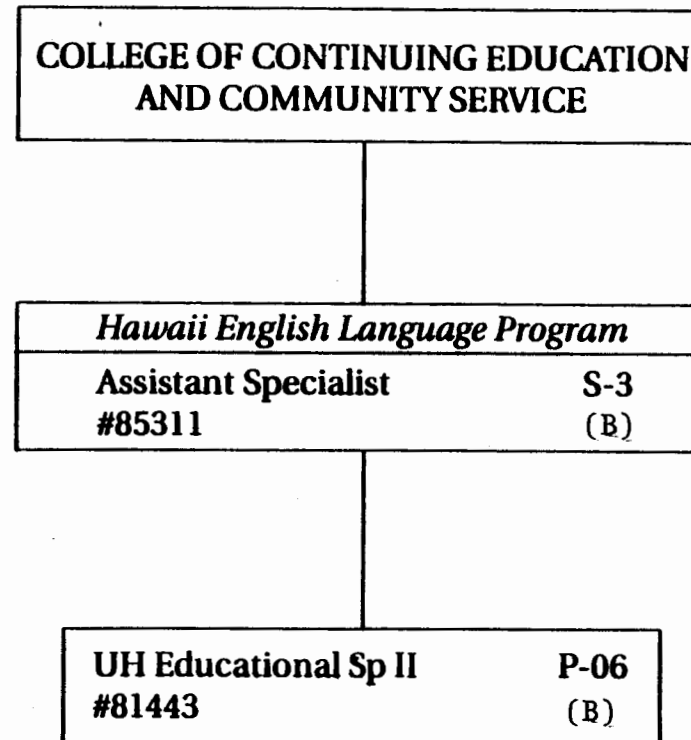 COLLEGE OF CONTINUING EDUCATION
AND COMMUNITY SERVICE
Hawaii English Language Program
Assistant Specialist S-3
#85311 (B)
UH Educational Sp II P-06
#81443 (B)